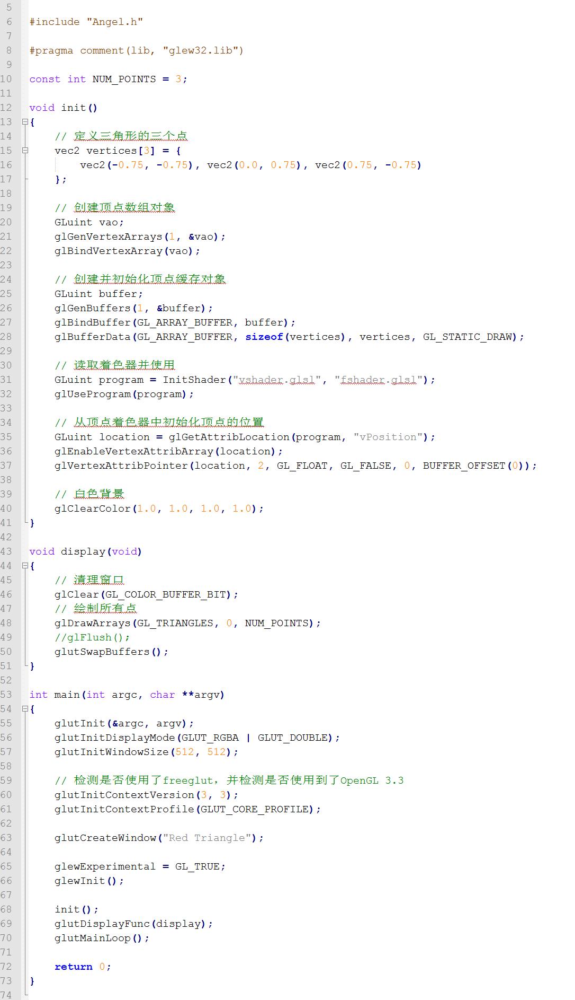 5
6 #include "Angel.h"
7
8 #pragma comment(lib, "glew32.lib")
9
10 const int NUM_POINTS = 3;
11
12 void init()
13 {
14 // 定义三角形的三个点
15 vec2 vertices[3] = {
16 vec2(-0.75, -0.75), vec2(0.0, 0.75), vec2(0.75, -0.75)
17 };
18
19 // 创建顶点数组对象
20 GLuint vao;
21 glGenVertexArrays(1, &vao);
22 glBindVertexArray(vao);
23
24 // 创建并初始化顶点缓存对象
25 GLuint buffer;
26 glGenBuffers(1, &buffer);
27 glBindBuffer(GL_ARRAY_BUFFER, buffer);
28 glBufferData(GL_ARRAY_BUFFER, sizeof(vertices), vertices, GL_STATIC_DRAW);
29
30 // 读取着色器并使用
31 GLuint program = InitShader("vshader.glsl", "fshader.glsl");
32 glUseProgram(program);
33
34 // 从顶点着色器中初始化顶点的位置
35 GLuint location = glGetAttribLocation(program, "vPosition");
36 glEnableVertexAttribArray(location);
37 glVertexAttribPointer(location, 2, GL_FLOAT, GL_FALSE, 0, BUFFER_OFFSET(0));
38
39 // 白色背景
40 glClearColor(1.0, 1.0, 1.0, 1.0);
41 }
42
43 void display(void)
44 {
45 // 清理窗口
46 glClear(GL_COLOR_BUFFER_BIT);
47 // 绘制所有点
48 glDrawArrays(GL_TRIANGLES, 0, NUM_POINTS);
49 //glFlush();
50 glutSwapBuffers();
51 }
52
53 int main(int argc, char **argv)
54 {
55 glutInit(&argc, argv);
56 glutInitDisplayMode(GLUT_RGBA | GLUT_DOUBLE);
57 glutInitWindowSize(512, 512);
58
59 // 检测是否使用了freeglut，并检测是否使用到了OpenGL 3.3
60 glutInitContextVersion(3, 3);
61 glutInitContextProfile(GLUT_CORE_PROFILE);
62
63 glutCreateWindow("Red Triangle");
64
65 glewExperimental = GL_TRUE;
66 glewInit();
67
68 init();
69 glutDisplayFunc(display);
70 glutMainLoop();
71
72 return 0;
73 }
74